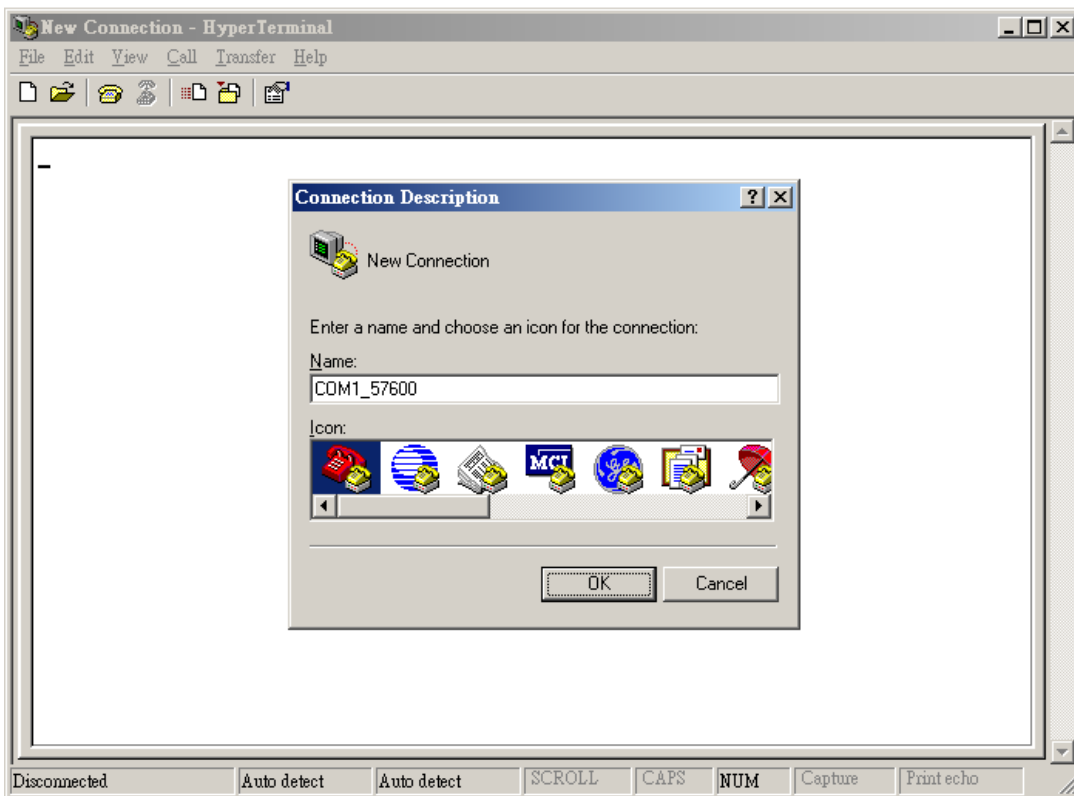 New Connection - HyperTerminal
File Edit View Call Transfer Help
Connection Description
New Connection
Enter a name and choose an icon for the connection:
Name:
COM1_57600
Icon:
MCI
OK Cancel
Disconnected Auto detect Auto detect SCROLL CAPS NUM Capture Print echo